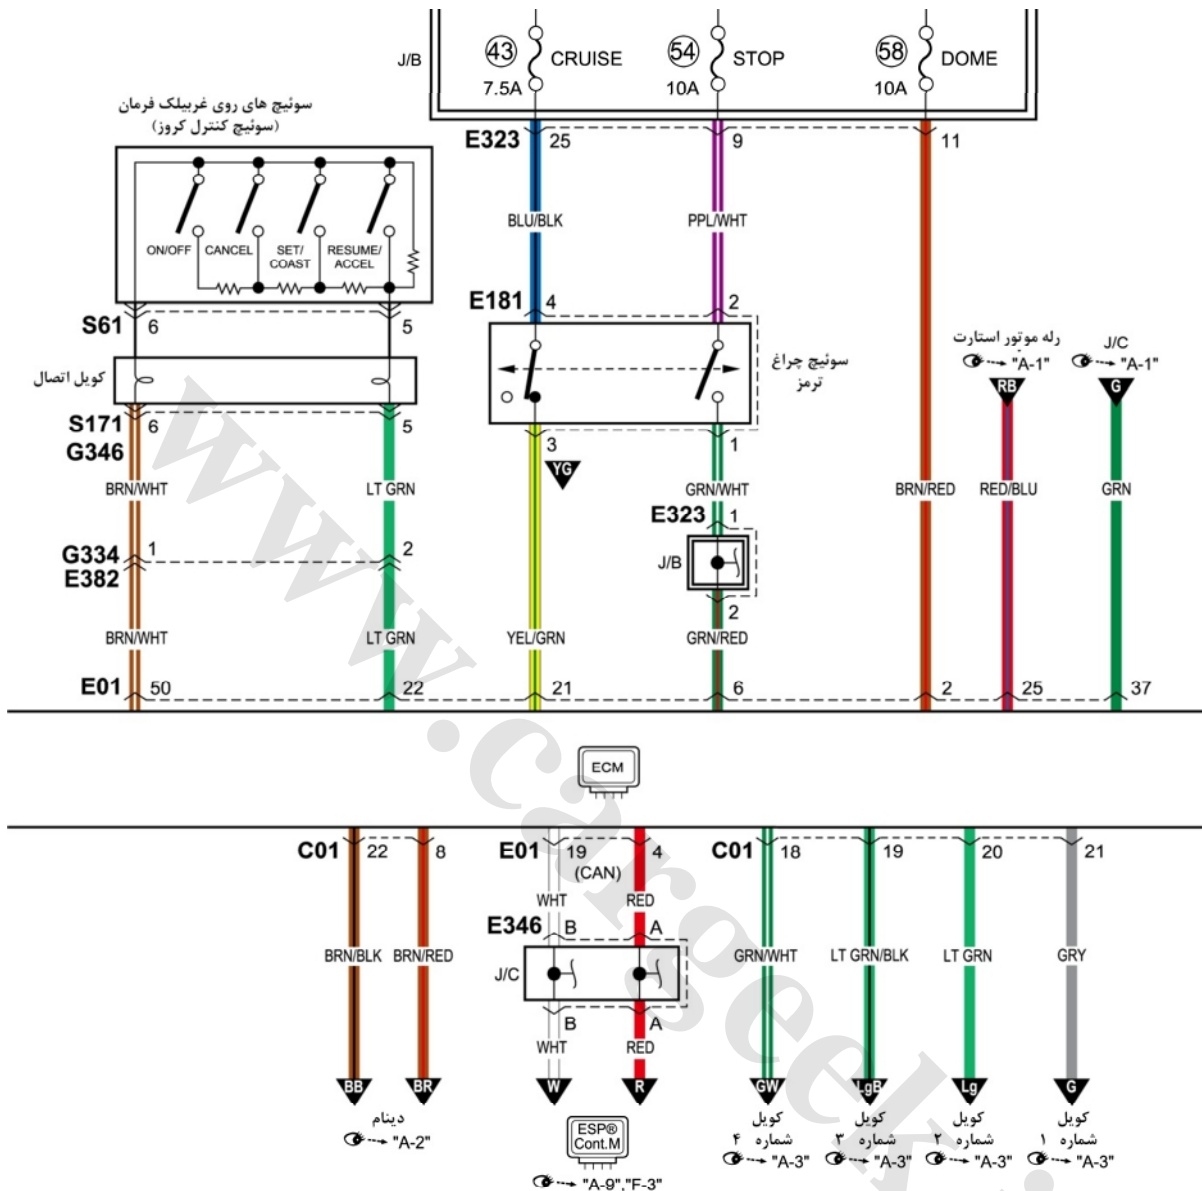 43 CRUISE 7.5A
54 STOP 10A
58 DOME 10A
J/B
سوئیچ های روی غربیلک فرمان
(سوئیچ کنترل کروز)
E323 25 9 11
ON/OFF CANCEL SET/ COAST RESUME/ ACCEL
BLU/BLK PPL/WHT
E181 4 2
S61 6 5
سوئیچ چراغ
ترمز
رله موتور استارت
"A-1"
J/C
"A-1"
RB G
کویل اتصال
S171 6 5
G346
3 1
YG
BRN/WHT LT GRN GRN/WHT BRN/RED RED/BLU GRN
E323 1
J/B
G334 1 2
E382
2
BRN/WHT LT GRN YEL/GRN GRN/RED
E01 50 22 21 6 2 25 37
ECM
C01 22 8 E01 19 4 C01 18 19 20 21
(CAN)
WHT RED
E346 B A
BRN/BLK BRN/RED GRN/WHT LT GRN/BLK LT GRN GRY
J/C
B A
WHT RED
BB BR W R GW LgB Lg G
دینام
"A-2"
ESP®
Cont.M
"A-9","F-3"
کویل
شماره ۴
"A-3"
کویل
شماره ۳
"A-3"
کویل
شماره ۲
"A-3"
کویل
شماره ۱
"A-3"
www.cargeek